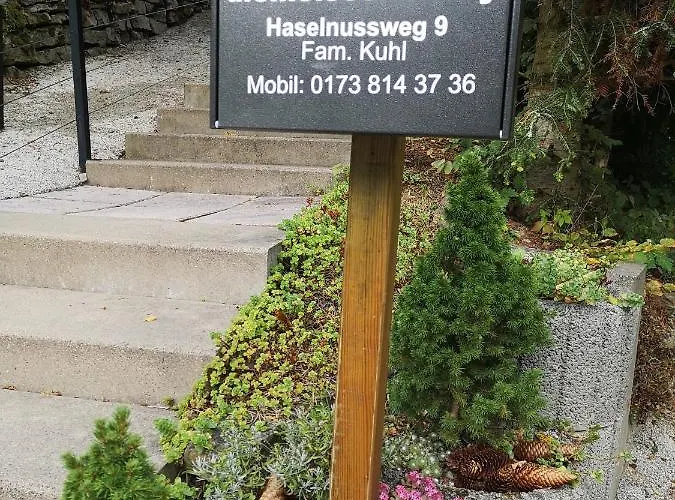 Haselnussweg 9
Fam. Kuhl
Mobil: 0173 814 37 36